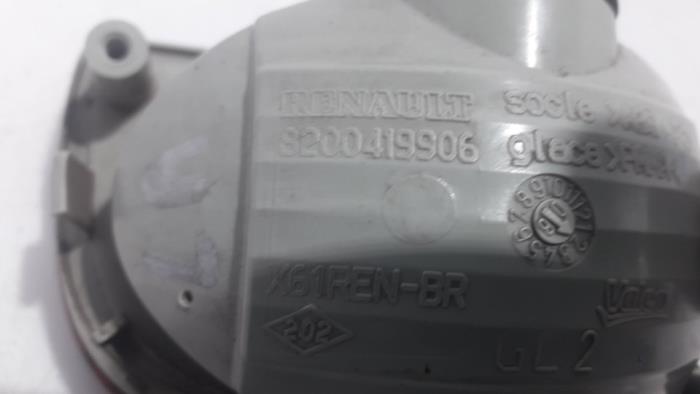 RENAULT socle
8200419906 glace
X61REN-BR
Valeo
202
GL 2